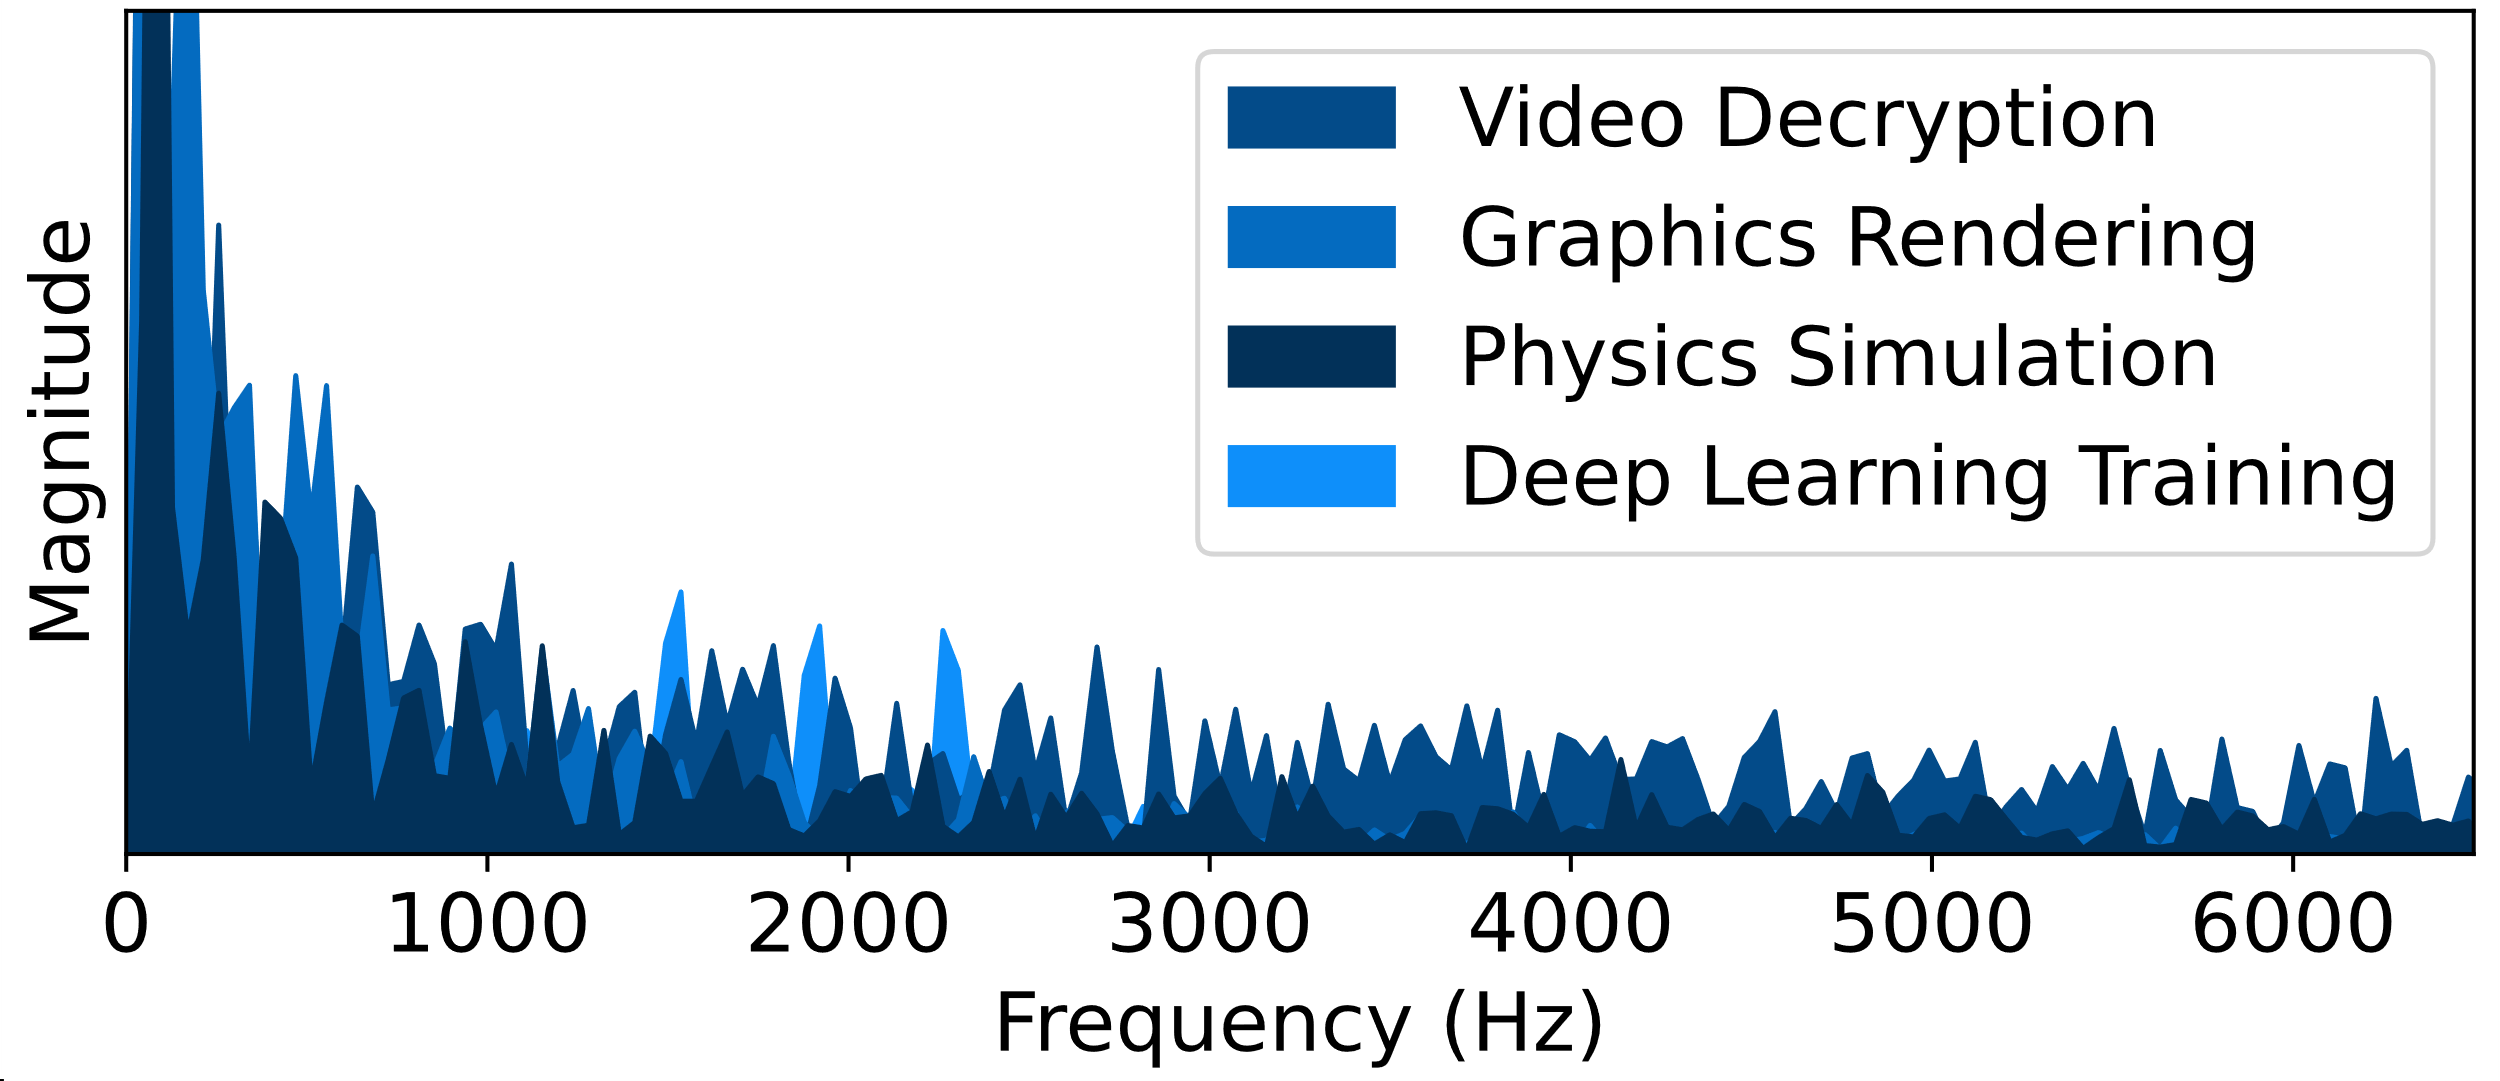 Magnitude
Video Decryption
Graphics Rendering
Physics Simulation
Deep Learning Training
0 1000 2000 3000 4000 5000 6000
Frequency (Hz)